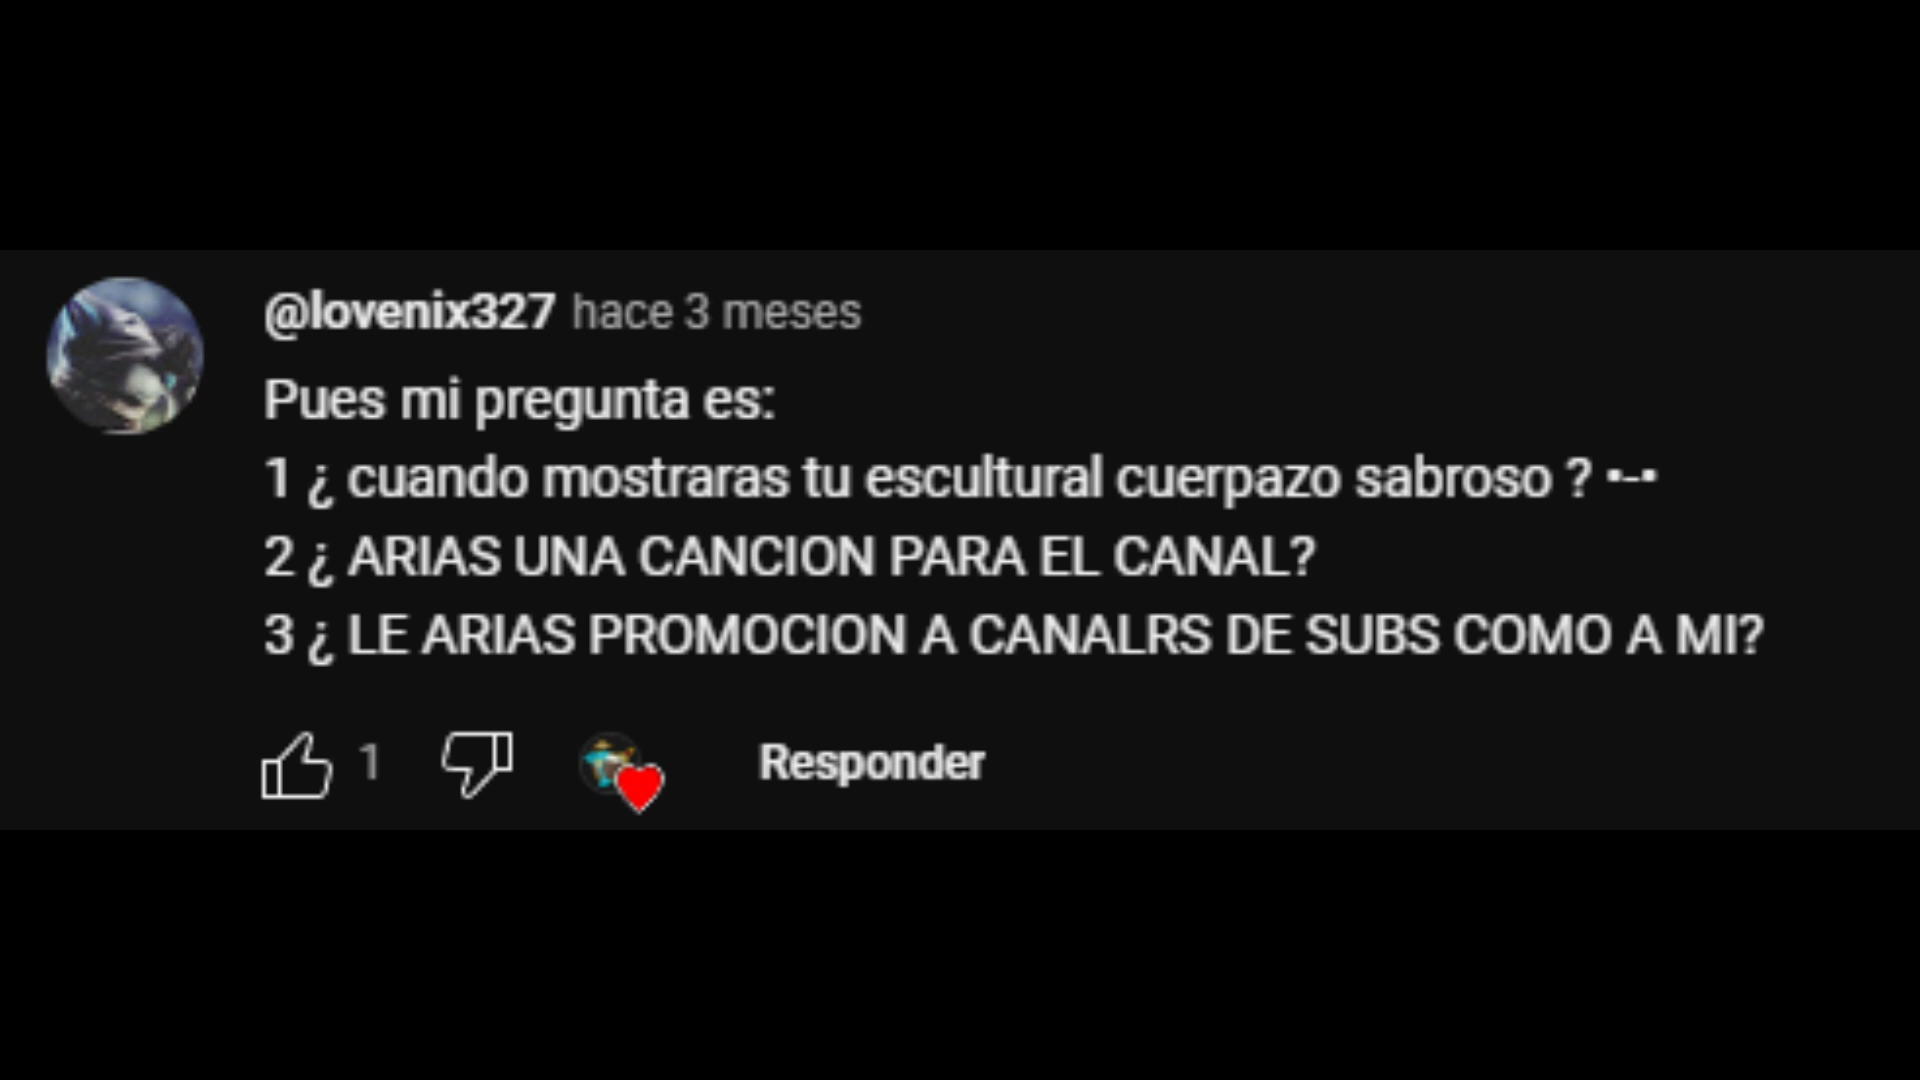 @lovenix327 hace 3 meses
Pues mi pregunta es:
1 ¿ cuando mostraras tu escultural cuerpazo sabroso ? •-•
2 ¿ ARIAS UNA CANCION PARA EL CANAL?
3 ¿ LE ARIAS PROMOCION A CANALRS DE SUBS COMO A MI?
1 Responder